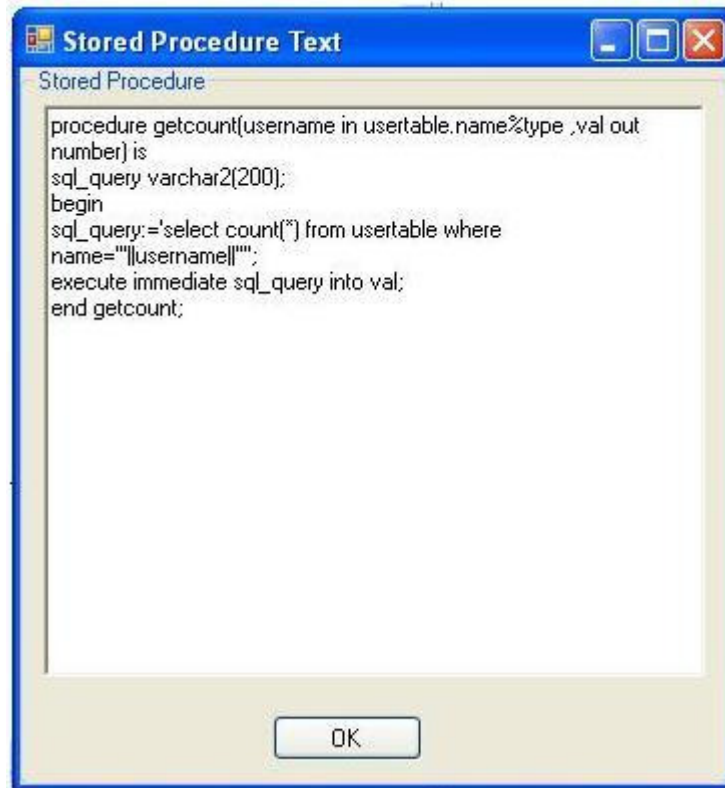 Stored Procedure Text
Stored Procedure
procedure getcount(username in usertable.name%type ,val out
number) is
sql_query varchar2(200);
begin
sql_query:='select count(*) from usertable where
name='''||username||'''';
execute immediate sql_query into val;
end getcount;
OK